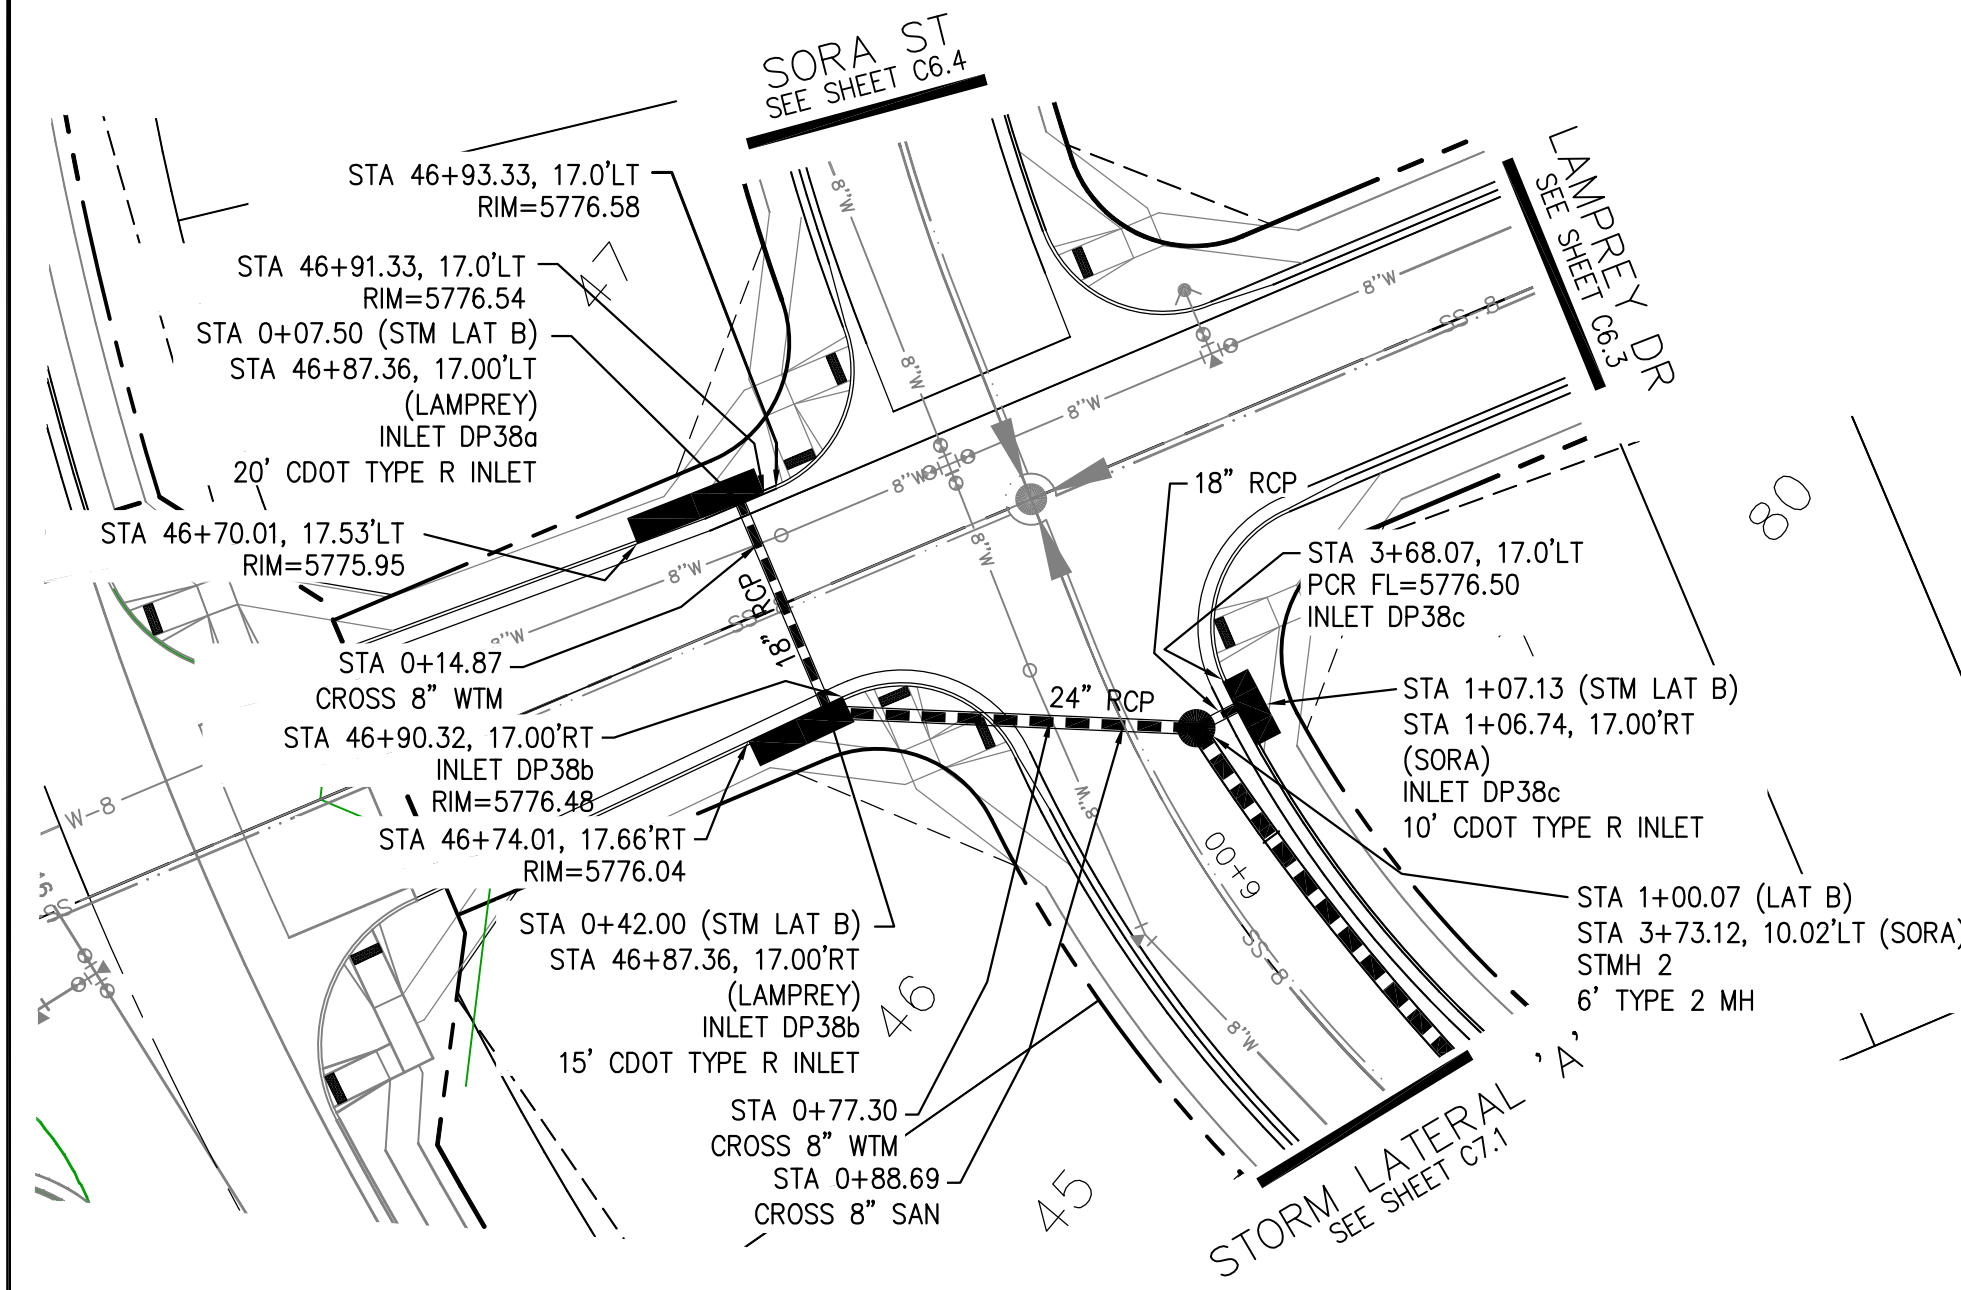 SORA ST
SEE SHEET C6.4
LAMPREY DR
SEE SHEET C6.3
STA 46+93.33, 17.0'LT
RIM=5776.58
STA 46+91.33, 17.0'LT
RIM=5776.54
STA 0+07.50 (STM LAT B)
STA 46+87.36, 17.00'LT
(LAMPREY)
INLET DP38a
20' CDOT TYPE R INLET
STA 46+70.01, 17.53'LT
RIM=5775.95
STA 0+14.87
CROSS 8" WTM
STA 46+90.32, 17.00'RT
INLET DP38b
RIM=5776.48
STA 46+74.01, 17.66'RT
RIM=5776.04
STA 0+42.00 (STM LAT B)
STA 46+87.36, 17.00'RT
(LAMPREY)
INLET DP38b
15' CDOT TYPE R INLET
STA 0+77.30
CROSS 8" WTM
STA 0+88.69
CROSS 8" SAN
18" RCP
24" RCP
18" RCP
STA 3+68.07, 17.0'LT
PCR FL=5776.50
INLET DP38c
STA 1+07.13 (STM LAT B)
STA 1+06.74, 17.00'RT
(SORA)
INLET DP38c
10' CDOT TYPE R INLET
STA 1+00.07 (LAT B)
STA 3+73.12, 10.02'LT (SORA)
STMH 2
6' TYPE 2 MH
STORM LATERAL 'A'
SEE SHEET C7.1
47
46
45
80
8"W
8"W
8"W
8"W
8"W
8"W
8"W
8"W
8"W
8"W
W-8
SS-8
SS-8
6+00